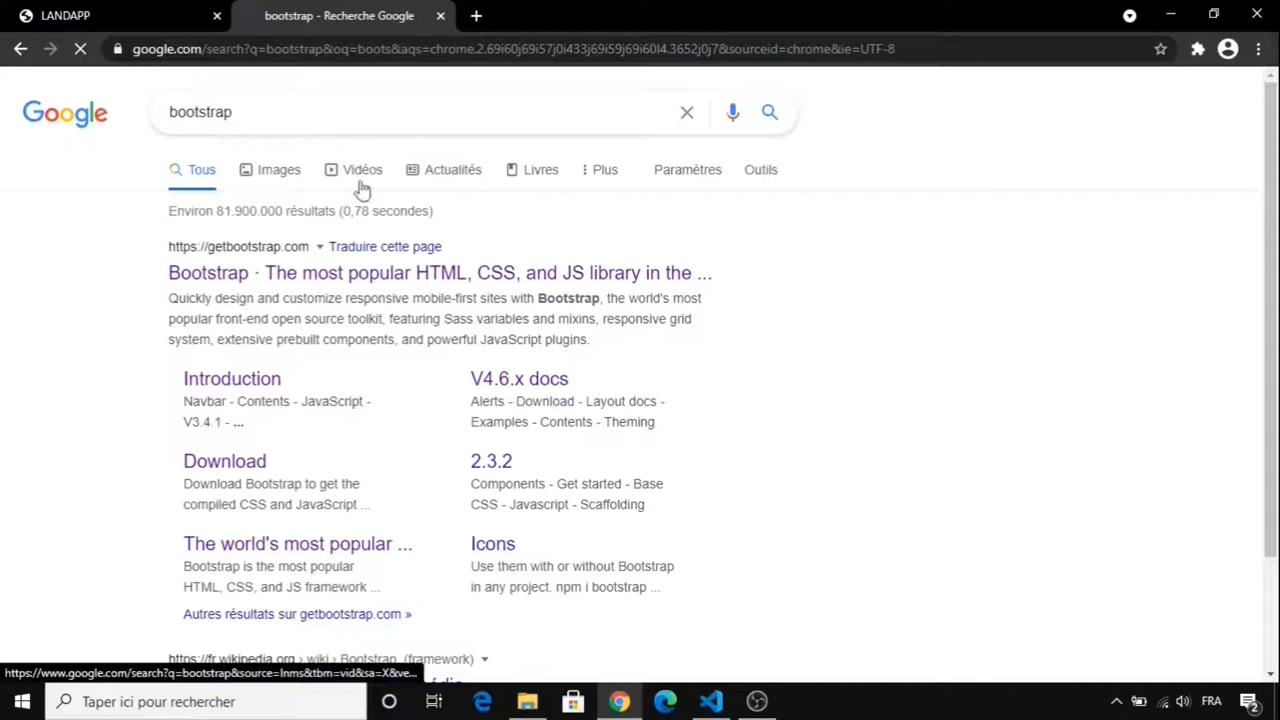 LANDAPP
bootstrap - Recherche Google
google.com/search?q=bootstrap&oq=boots&aqs=chrome.2.69i60j69i57j0i433j69i59j69i60l4.3652j0j7&sourceid=chrome&ie=UTF-8
Google
bootstrap
Tous Images Vidéos Actualités Livres Plus Paramètres Outils
Environ 81.900.000 résultats (0,78 secondes)
https://getbootstrap.com Traduire cette page
Bootstrap · The most popular HTML, CSS, and JS library in the ...
Quickly design and customize responsive mobile-first sites with Bootstrap, the world's most
popular front-end open source toolkit, featuring Sass variables and mixins, responsive grid
system, extensive prebuilt components, and powerful JavaScript plugins.
Introduction
Navbar - Contents - JavaScript -
V3.4.1 - ...
V4.6.x docs
Alerts - Download - Layout docs -
Examples - Contents - Theming
Download
Download Bootstrap to get the
compiled CSS and JavaScript ...
2.3.2
Components - Get started - Base
CSS - Javascript - Scaffolding
The world's most popular ...
Bootstrap is the most popular
HTML, CSS, and JS framework ...
Icons
Use them with or without Bootstrap
in any project. npm i bootstrap ...
Autres résultats sur getbootstrap.com »
https://fr.wikipedia.org › wiki › Bootstrap_(framework)
https://www.google.com/search?q=bootstrap&source=lnms&tbm=vid&sa=X&ve...
Taper ici pour rechercher
FRA
2